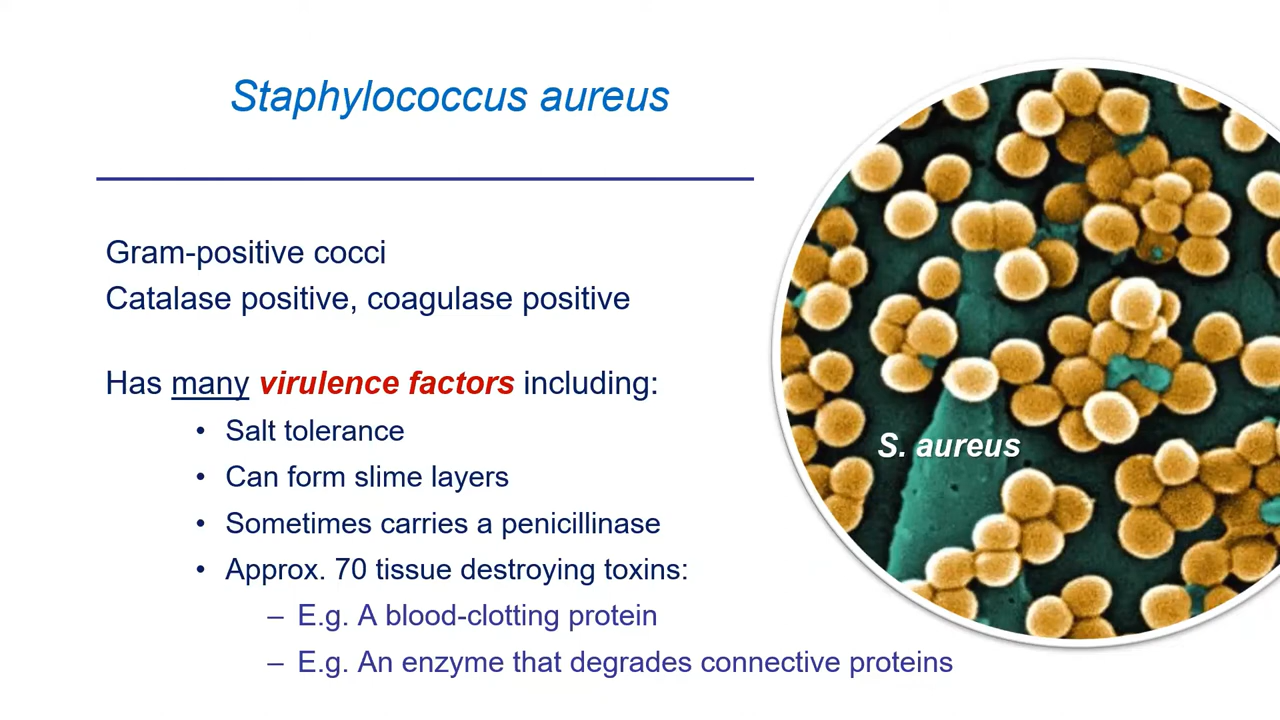 Staphylococcus aureus
Gram-positive cocci
Catalase positive, coagulase positive
Has many virulence factors including:
• Salt tolerance
• Can form slime layers
• Sometimes carries a penicillinase
• Approx. 70 tissue destroying toxins:
– E.g. A blood-clotting protein
– E.g. An enzyme that degrades connective proteins
S. aureus